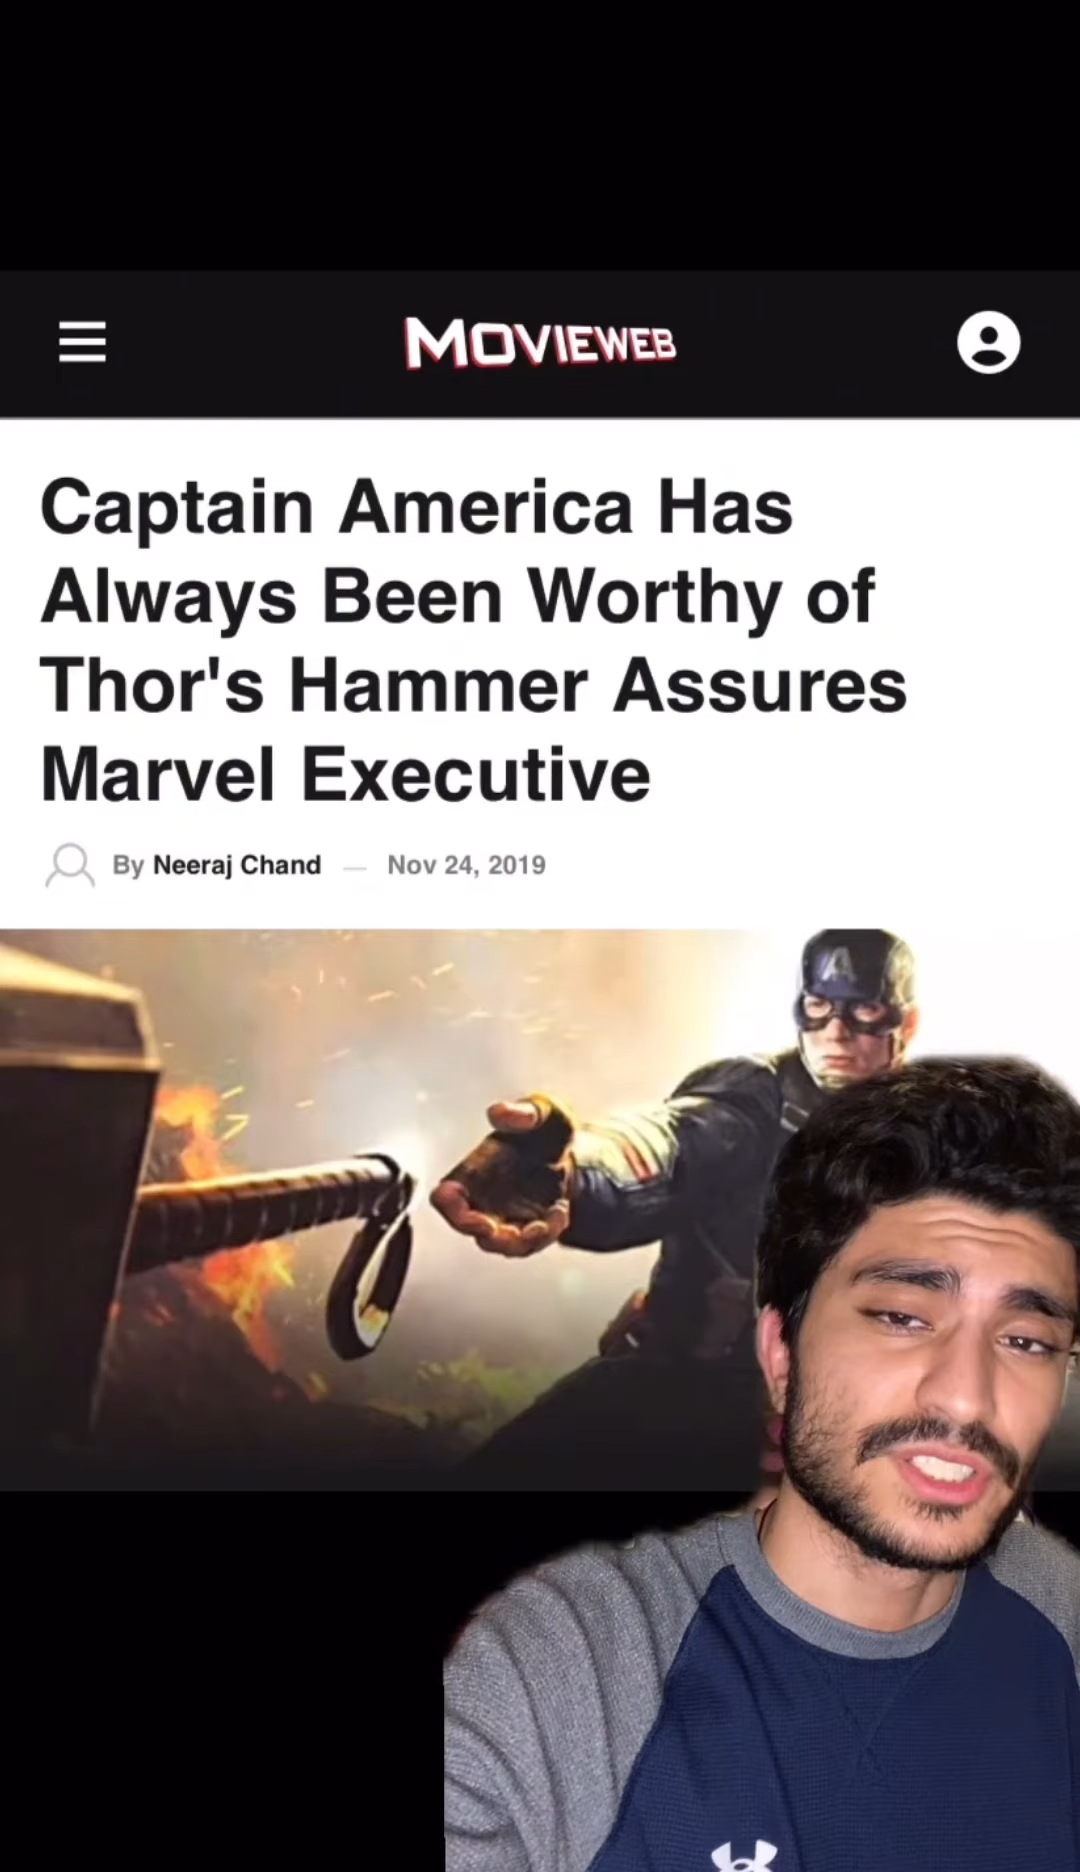 MOVIEWEB
Captain America Has
Always Been Worthy of
Thor's Hammer Assures
Marvel Executive
By Neeraj Chand — Nov 24, 2019
A